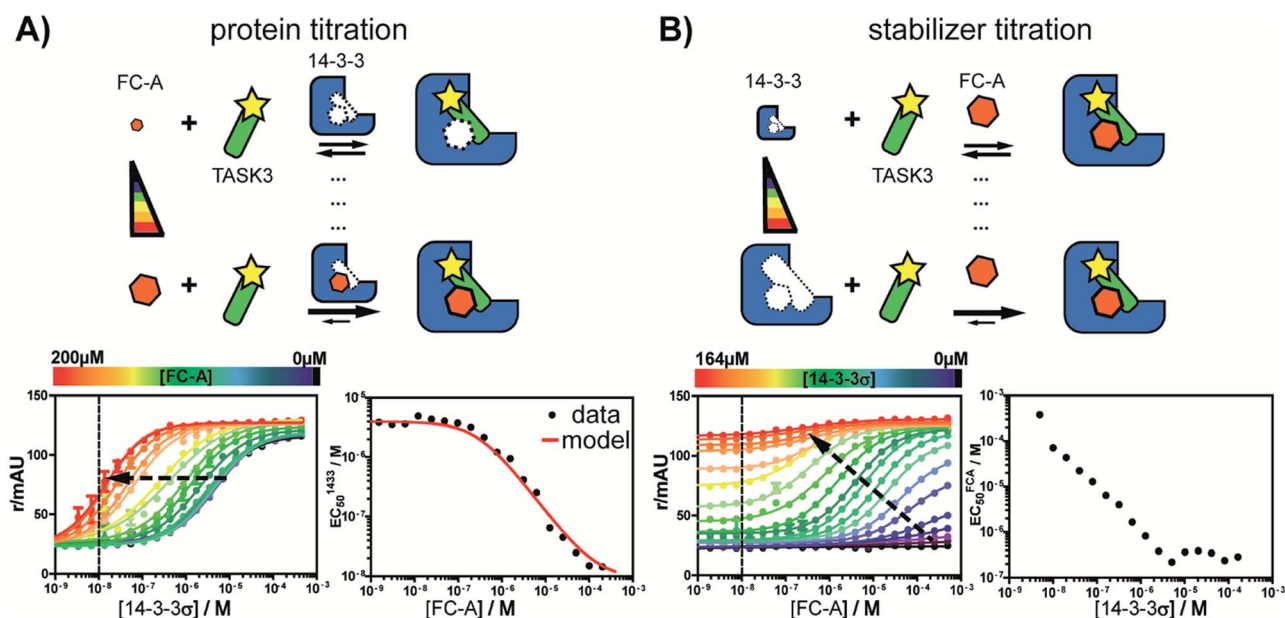 A) protein titration
FC-A
+
TASK3
14-3-3
...
...
...
+
200µM 0µM
[FC-A]
r/mAU
150
100
50
0
10⁻⁹ 10⁻⁸ 10⁻⁷ 10⁻⁶ 10⁻⁵ 10⁻⁴ 10⁻³
[14-3-3σ] / M
EC₅₀¹⁴³³ / M
10⁻⁵
10⁻⁶
10⁻⁷
10⁻⁸
data
model
10⁻⁹ 10⁻⁸ 10⁻⁷ 10⁻⁶ 10⁻⁵ 10⁻⁴ 10⁻³
[FC-A] / M
B) stabilizer titration
14-3-3
+
TASK3
FC-A
...
...
...
+
164µM 0µM
[14-3-3σ]
r/mAU
150
100
50
0
10⁻⁹ 10⁻⁸ 10⁻⁷ 10⁻⁶ 10⁻⁵ 10⁻⁴ 10⁻³
[FC-A] / M
EC₅₀ᶠᶜᴬ / M
10⁻³
10⁻⁴
10⁻⁵
10⁻⁶
10⁻⁷
10⁻⁹ 10⁻⁸ 10⁻⁷ 10⁻⁶ 10⁻⁵ 10⁻⁴ 10⁻³
[14-3-3σ] / M